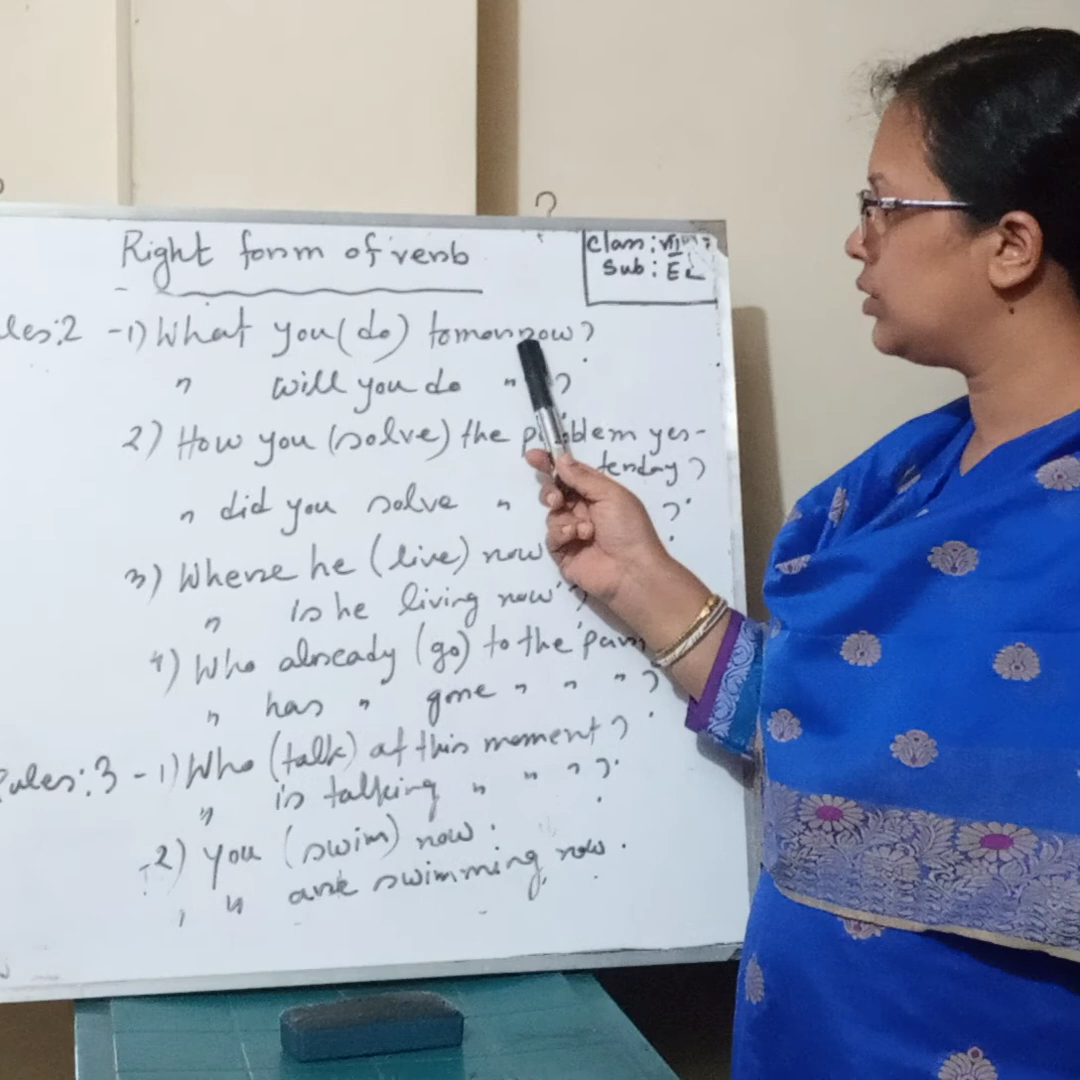 Right form of verb
Class: VII
Sub: E
les:2 -1) What you (do) tomorrow?
" will you do " ?
2) How you (solve) the problem yes-
terday?
" did you solve " ?
3) Where he (live) now
" is he living now ?
4) Who already (go) to the
" has " gone " " " ?
Rules:3 -1) Who (talk) at this moment?
" is talking " " " ?
2) you (swim) now.
" " are swimming now.